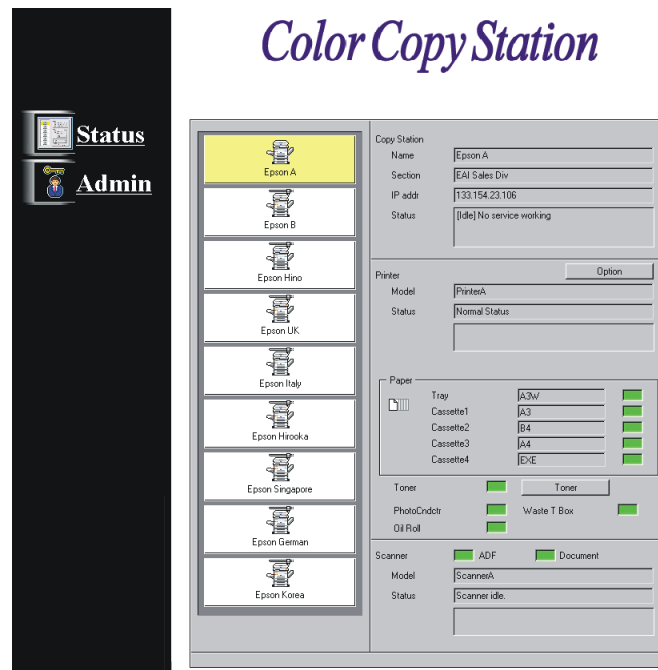 Color Copy Station
Status
Admin
Epson A
Epson B
Epson Hino
Epson UK
Epson Italy
Epson Hirooka
Epson Singapore
Epson German
Epson Korea
Copy Station
Name Epson A
Section EAI Sales Div
IP addr 133.154.23.106
Status [Idle] No service working
Printer Option
Model PrinterA
Status Normal Status
Paper
Tray A3W
Cassette1 A3
Cassette2 B4
Cassette3 A4
Cassette4 EXE
Toner Toner
PhotoCndctr Waste T Box
Oil Roll
Scanner ADF Document
Model ScannerA
Status Scanner idle.